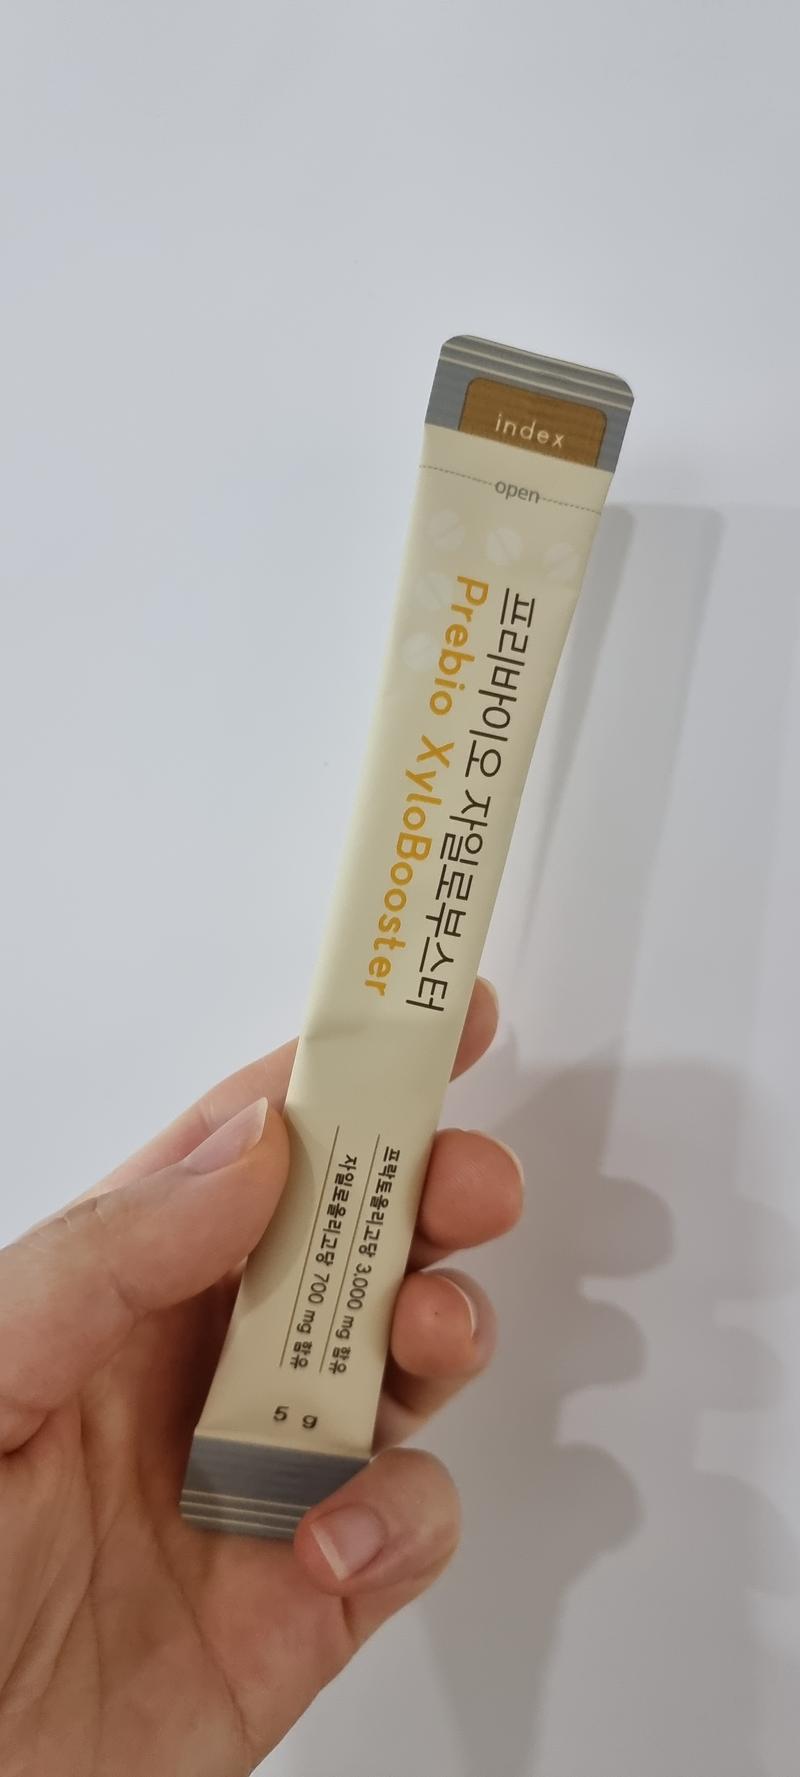 index
open
프리바이오 자일로부스터
Prebio XyloBooster
프락토올리고당 3,000 mg 함유
자일로올리고당 700 mg 함유
5 g